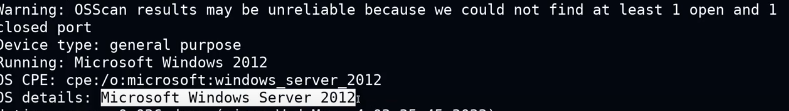 Warning: OSScan results may be unreliable because we could not find at least 1 open and 1
closed port
Device type: general purpose
Running: Microsoft Windows 2012
OS CPE: cpe:/o:microsoft:windows_server_2012
OS details: Microsoft Windows Server 2012